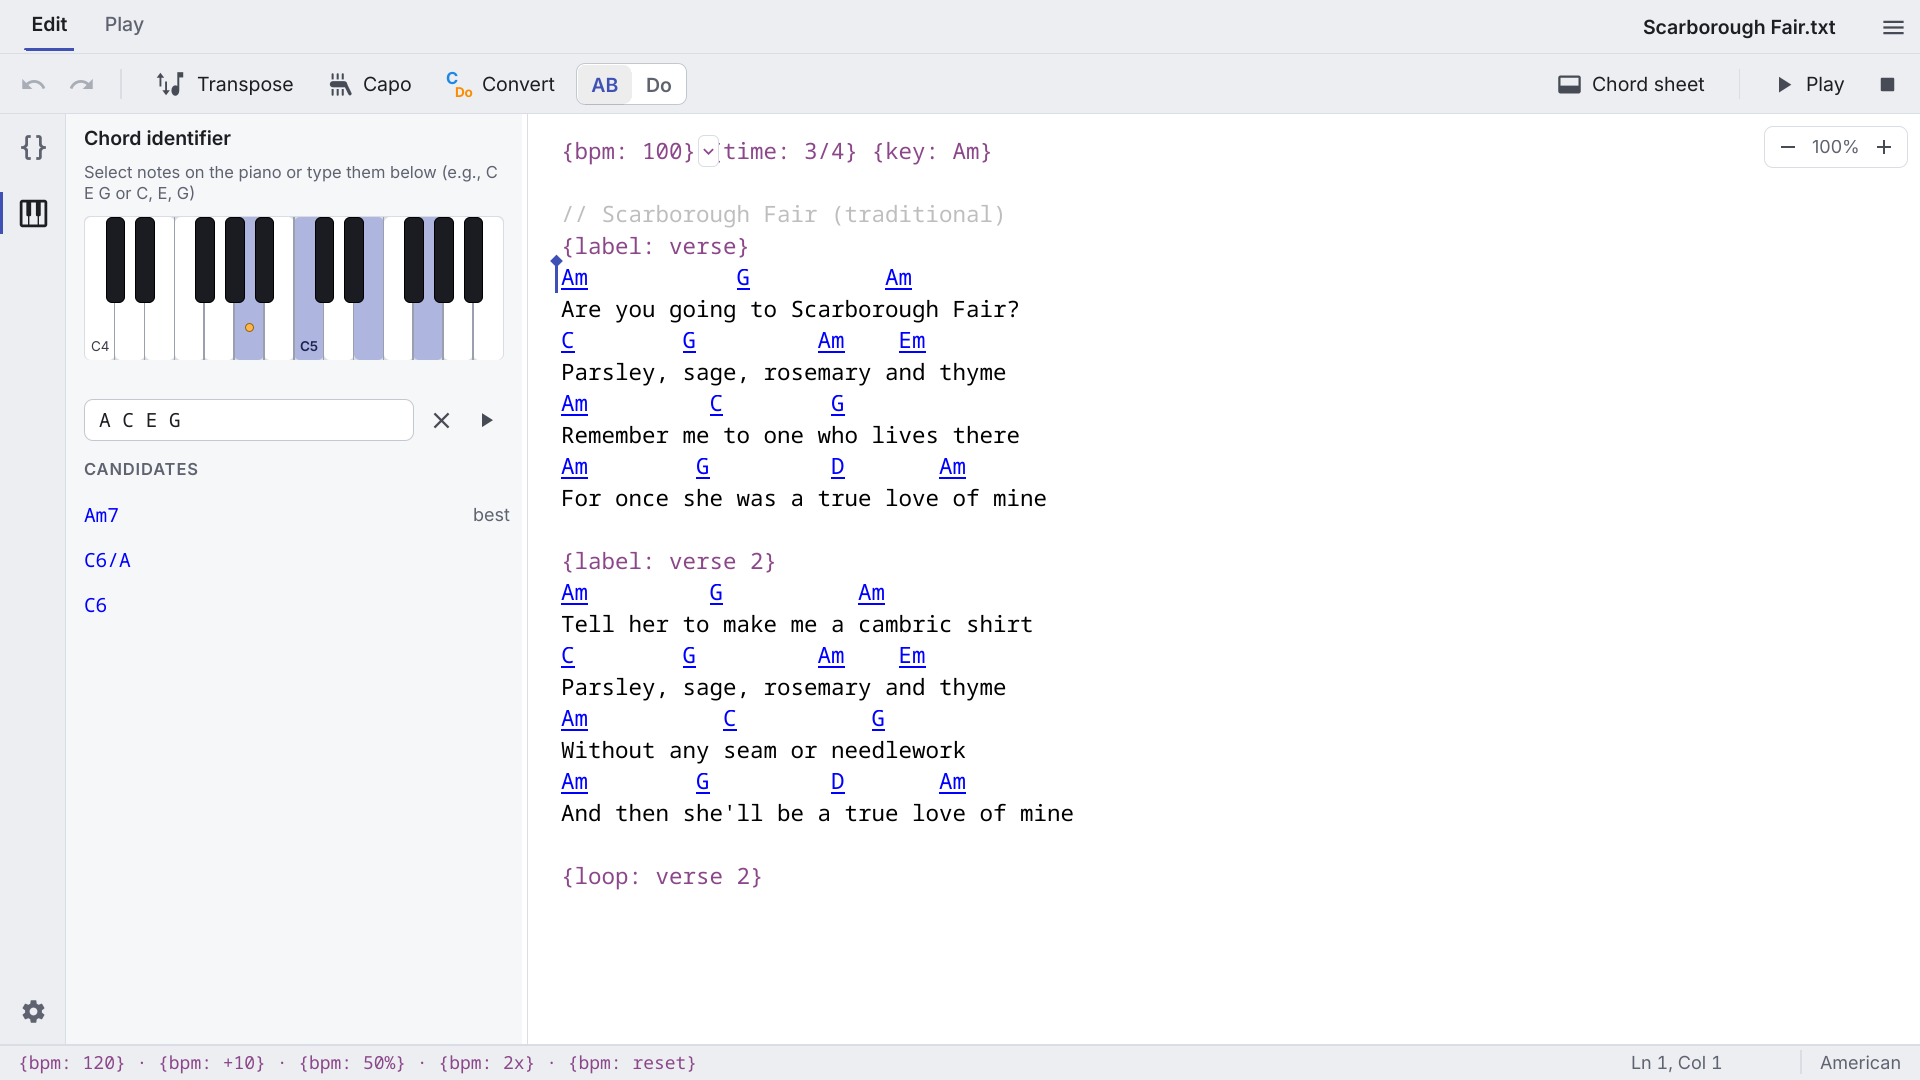 Edit Play Scarborough Fair.txt
Transpose Capo C Do Convert AB Do Chord sheet Play
Chord identifier
Select notes on the piano or type them below (e.g., C
E G or C, E, G)
C4 C5
A C E G
CANDIDATES
Am7 best
C6/A
C6
{bpm: 100} {time: 3/4} {key: Am}
100%
// Scarborough Fair (traditional)
{label: verse}
Am G Am
Are you going to Scarborough Fair?
C G Am Em
Parsley, sage, rosemary and thyme
Am C G
Remember me to one who lives there
Am G D Am
For once she was a true love of mine
{label: verse 2}
Am G Am
Tell her to make me a cambric shirt
C G Am Em
Parsley, sage, rosemary and thyme
Am C G
Without any seam or needlework
Am G D Am
And then she'll be a true love of mine
{loop: verse 2}
{bpm: 120} · {bpm: +10} · {bpm: 50%} · {bpm: 2x} · {bpm: reset}
Ln 1, Col 1 American